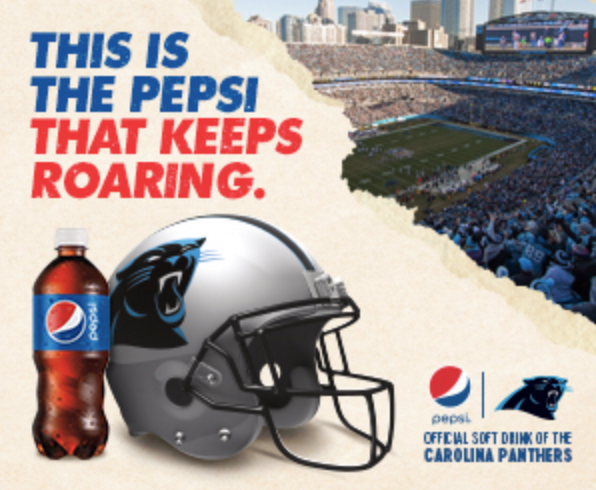 THIS IS
THE PEPSI
THAT KEEPS
ROARING.
pepsi
pepsi
OFFICIAL SOFT DRINK OF THE
CAROLINA PANTHERS